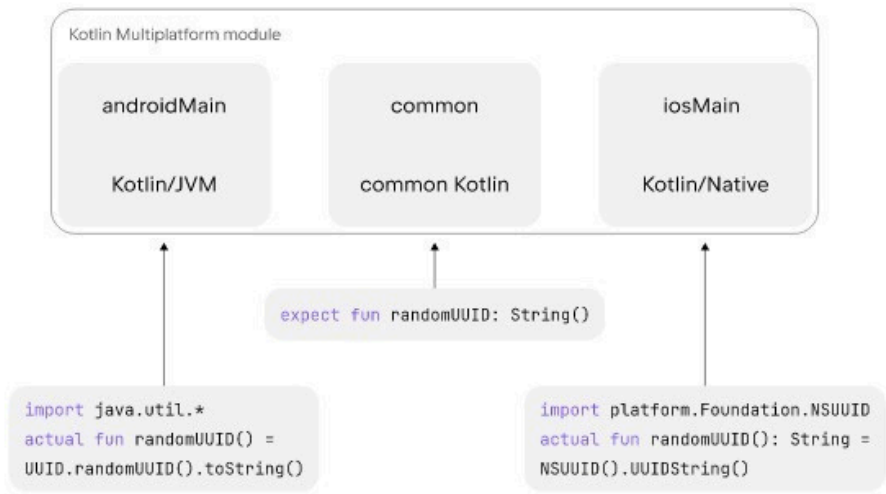 Kotlin Multiplatform module
androidMain
Kotlin/JVM
common
common Kotlin
iosMain
Kotlin/Native
expect fun randomUUID: String()
import java.util.*
actual fun randomUUID() =
UUID.randomUUID().toString()
import platform.Foundation.NSUUID
actual fun randomUUID(): String =
NSUUID().UUIDString()